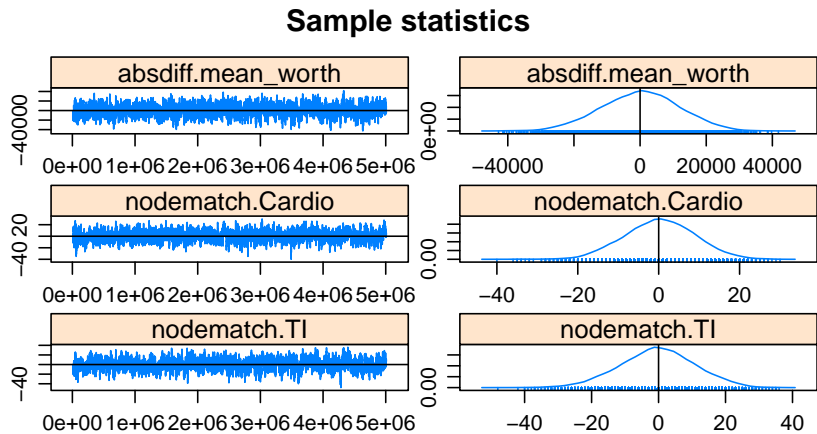 Sample statistics
absdiff.mean_worth absdiff.mean_worth
−40000 0e+00
0e+00 1e+06 2e+06 3e+06 4e+06 5e+06 −40000 0 20000 40000
nodematch.Cardio nodematch.Cardio
−40 20 0.00
0e+00 1e+06 2e+06 3e+06 4e+06 5e+06 −40 −20 0 20
nodematch.TI nodematch.TI
−40 0.00
0e+00 1e+06 2e+06 3e+06 4e+06 5e+06 −40 −20 0 20 40